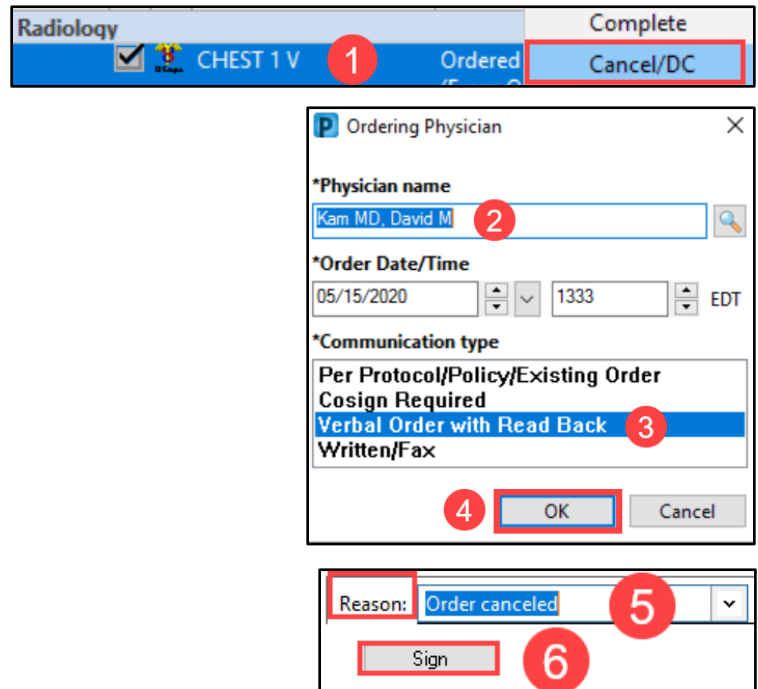 Radiology
Complete
CHEST 1 V
1
Ordered
Cancel/DC
P Ordering Physician
*Physician name
Kam MD, David M
2
*Order Date/Time
05/15/2020
1333
EDT
*Communication type
Per Protocol/Policy/Existing Order
Cosign Required
Verbal Order with Read Back
3
Written/Fax
4
OK
Cancel
Reason:
Order canceled
5
Sign
6